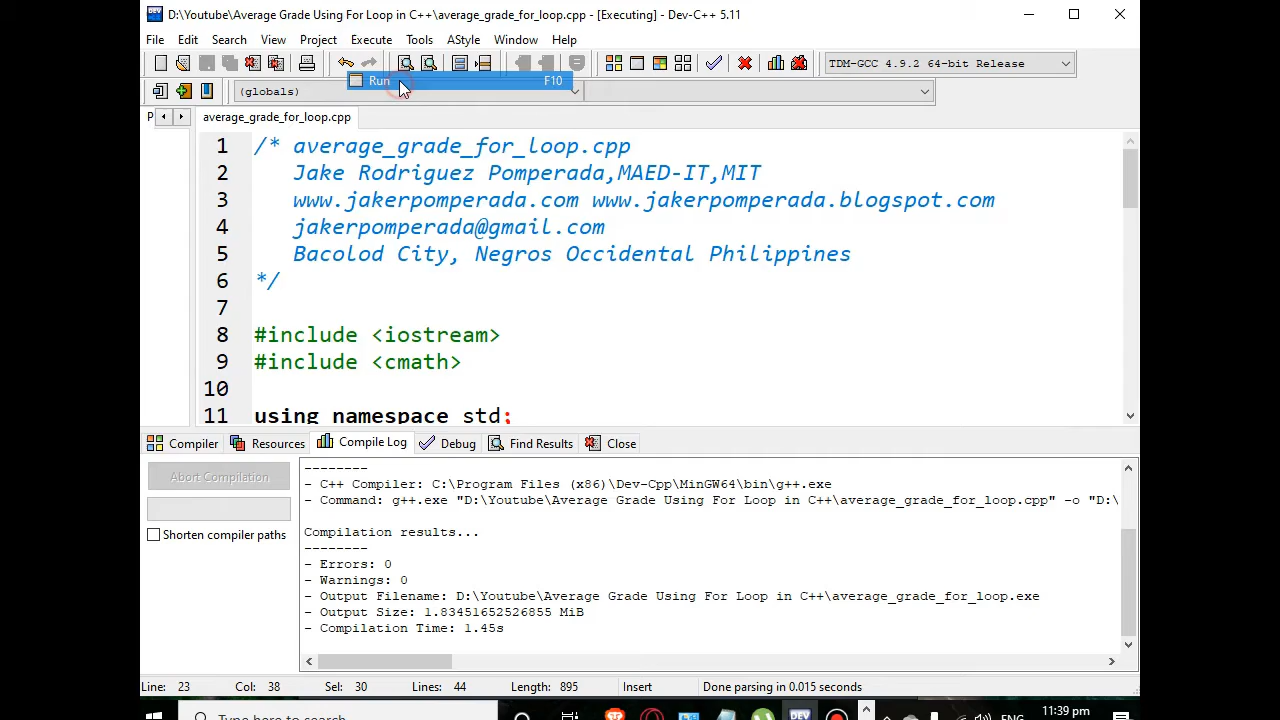 D:\Youtube\Average Grade Using For Loop in C++\average_grade_for_loop.cpp - [Executing] - Dev-C++ 5.11
File Edit Search View Project Execute Tools AStyle Window Help
TDM-GCC 4.9.2 64-bit Release
Run F10
(globals)
P average_grade_for_loop.cpp
1 /* average_grade_for_loop.cpp
2 Jake Rodriguez Pomperada,MAED-IT,MIT
3 www.jakerpomperada.com www.jakerpomperada.blogspot.com
4 jakerpomperada@gmail.com
5 Bacolod City, Negros Occidental Philippines
6 */
7
8 #include <iostream>
9 #include <cmath>
10
11 using namespace std;
Compiler Resources Compile Log Debug Find Results Close
Abort Compilation
Shorten compiler paths
--------
- C++ Compiler: C:\Program Files (x86)\Dev-Cpp\MinGW64\bin\g++.exe
- Command: g++.exe "D:\Youtube\Average Grade Using For Loop in C++\average_grade_for_loop.cpp" -o "D:\
Compilation results...
--------
- Errors: 0
- Warnings: 0
- Output Filename: D:\Youtube\Average Grade Using For Loop in C++\average_grade_for_loop.exe
- Output Size: 1.83451652526855 MiB
- Compilation Time: 1.45s
Line: 23 Col: 38 Sel: 30 Lines: 44 Length: 895 Insert Done parsing in 0.015 seconds
Type here to search
DEV
ENG
11:39 pm